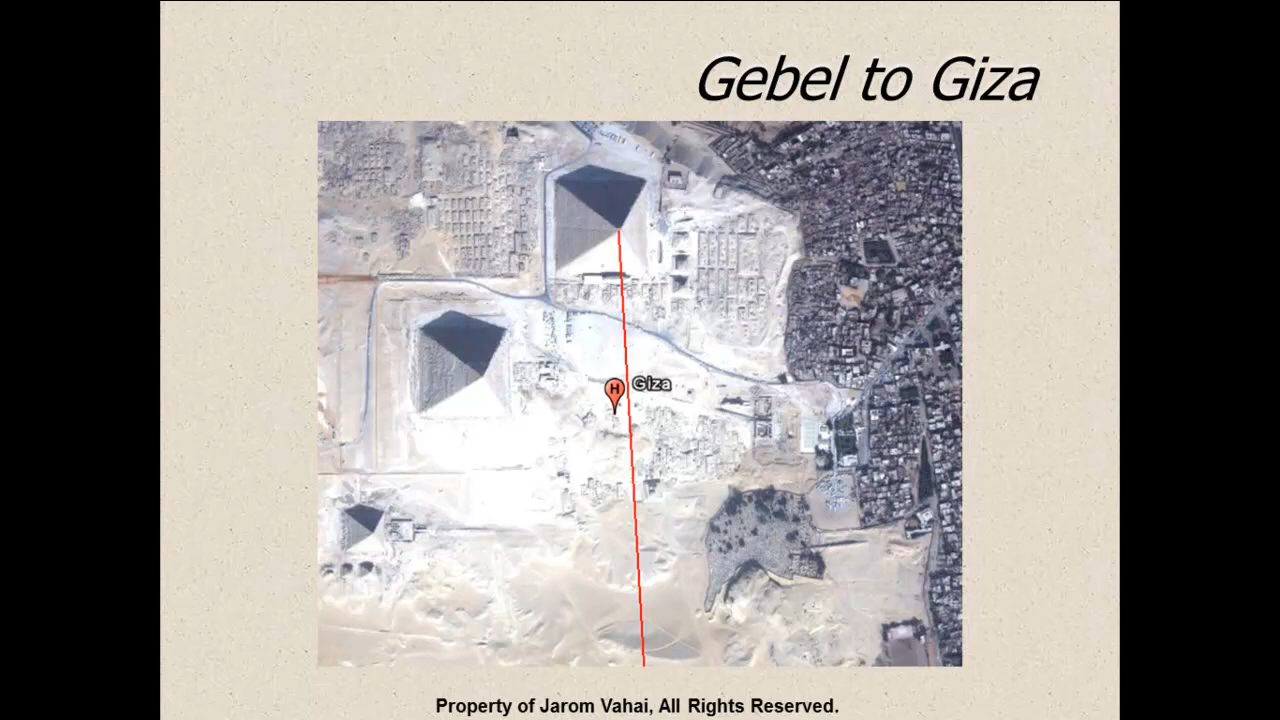 Gebel to Giza
H
Giza
Property of Jarom Vahai, All Rights Reserved.